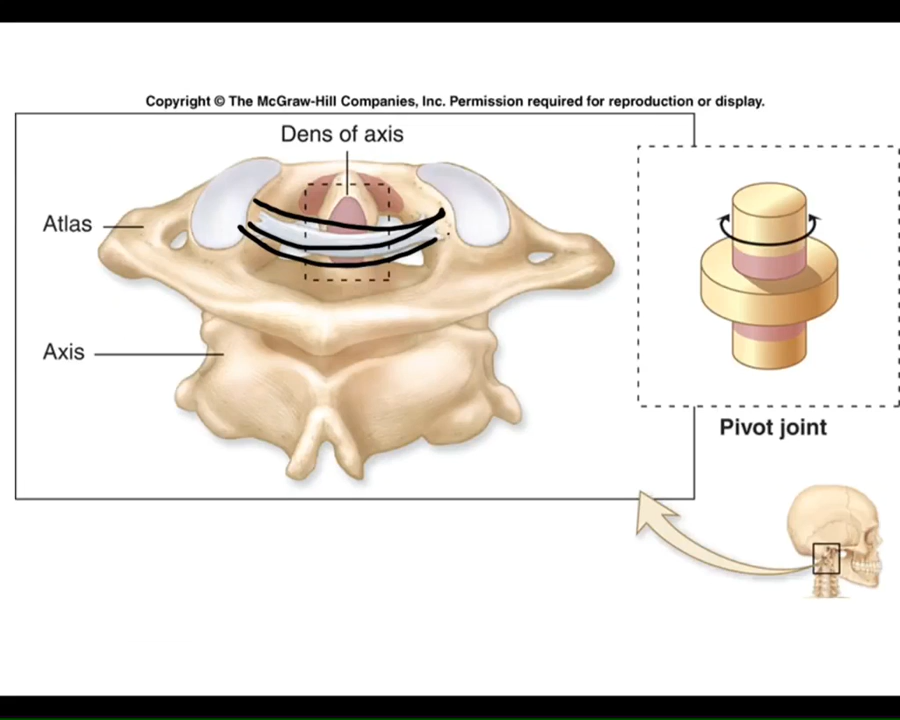 Copyright © The McGraw-Hill Companies, Inc. Permission required for reproduction or display.
Dens of axis
Atlas
Axis
Pivot joint